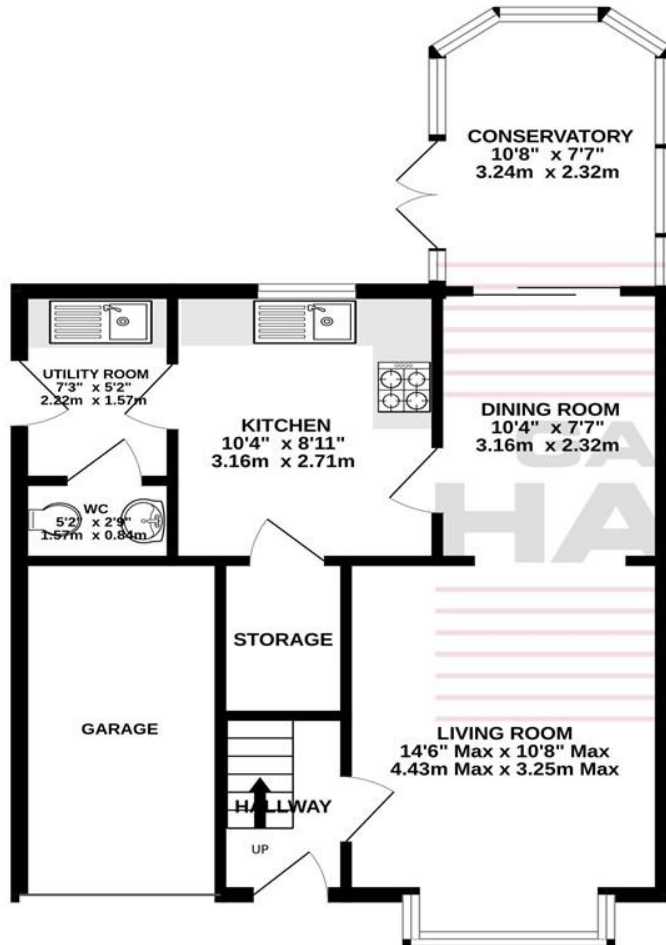 CONSERVATORY
10'8" x 7'7"
3.24m x 2.32m
UTILITY ROOM
7'3" x 5'2"
2.22m x 1.57m
KITCHEN
10'4" x 8'11"
3.16m x 2.71m
DINING ROOM
10'4" x 7'7"
3.16m x 2.32m
WC
5'2" x 2'9"
1.57m x 0.84m
STORAGE
GARAGE
LIVING ROOM
14'6" Max x 10'8" Max
4.43m Max x 3.25m Max
HALLWAY
UP
CA
HA